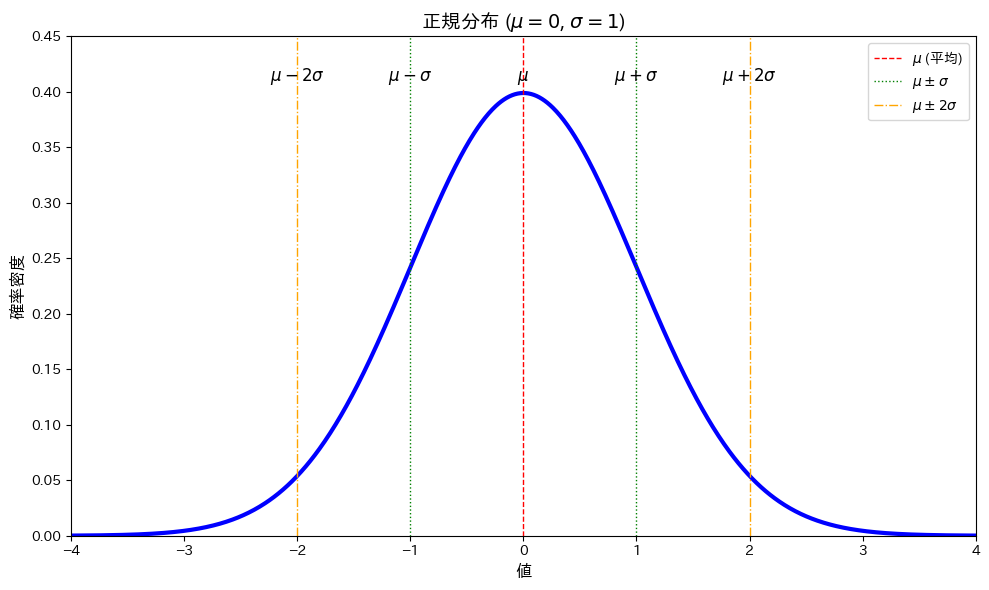 正規分布 (μ = 0, σ = 1)
μ − 2σ μ − σ μ μ + σ μ + 2σ
μ (平均)
μ ± σ
μ ± 2σ
確率密度
0.45
0.40
0.35
0.30
0.25
0.20
0.15
0.10
0.05
0.00
−4 −3 −2 −1 0 1 2 3 4
値